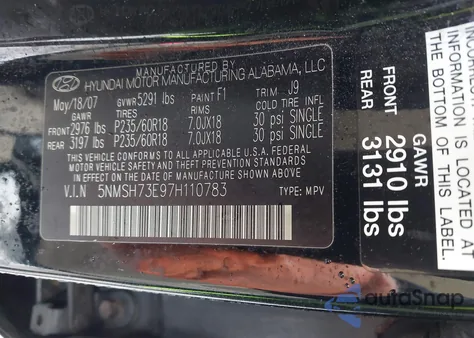 MANUFACTURED BY
HYUNDAI MOTOR MANUFACTURING ALABAMA, LLC
May/18/07 GVWR 5291 lbs PAINT F1 TRIM J9
GAWR COLD TIRE INFL
FRONT 2976 lbs P235/60R18 7.0JX18 30 psi SINGLE
REAR 3197 lbs P235/60R18 7.0JX18 30 psi SINGLE
THIS VEHICLE CONFORMS TO ALL APPLICABLE U.S.A. FEDERAL MOTOR VEHICLE SAFETY AND
THEFT PREVENTION STANDARDS IN EFFECT ON THE DATE OF MANUFACTURE SHOWN ABOVE.
V.I.N 5NMSH73E97H110783 TYPE: MPV
GAWR
FRONT 2910 lbs
REAR 3131 lbs
IS LOCATED AT
THE BOTTOM OF
THIS LABEL.
autoSnap